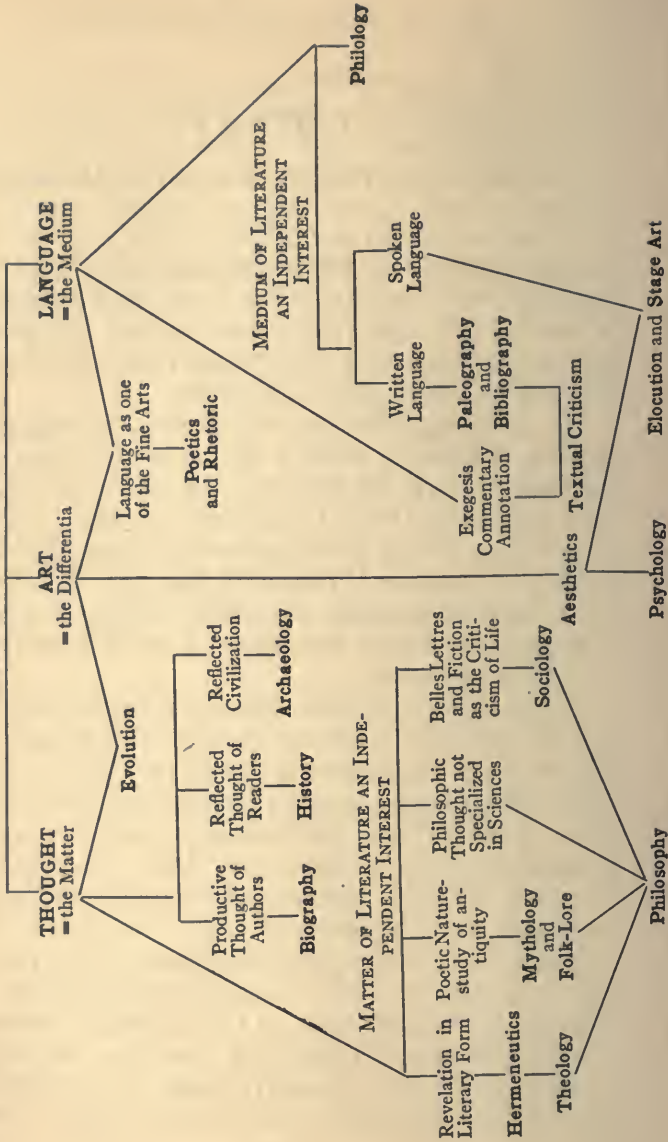 THOUGHT
=the Matter
ART
=the Differentia
LANGUAGE
=the Medium
Evolution
Language as one
of the Fine Arts
Poetics
and Rhetoric
Productive
Thought of
Authors
Biography
Reflected
Thought of
Readers
History
Reflected
Civilization
Archaeology
MEDIUM OF LITERATURE
AN INDEPENDENT
INTEREST
Philology
Written
Language
Spoken
Language
Paleography
and
Bibliography
Exegesis
Commentary
Annotation
Textual Criticism
MATTER OF LITERATURE AN INDE-
PENDENT INTEREST
Revelation in
Literary Form
Hermeneutics
Theology
Poetic Nature-
study of an-
tiquity
Mythology
and
Folk-Lore
Philosophic
Thought not
Specialized
in Sciences
Belles Lettres
and Fiction
as the Criti-
cism of Life
Sociology
Aesthetics
Philosophy
Psychology
Elocution and Stage Art